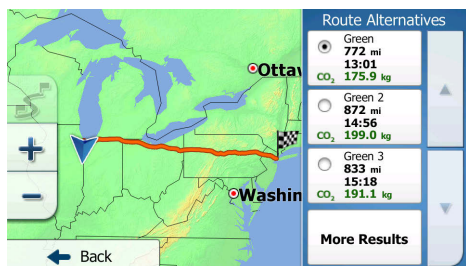 Route Alternatives
Green
772 mi
13:01
CO2 175.9 kg
Green 2
872 mi
14:56
CO2 199.0 kg
Green 3
833 mi
15:18
CO2 191.1 kg
More Results
Ottav
Washin
Back